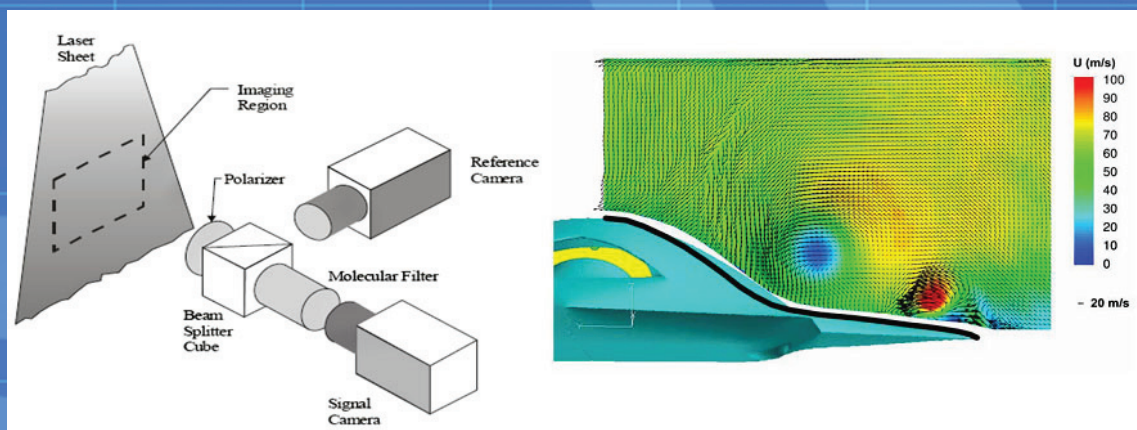 Laser
Sheet
Imaging
Region
Polarizer
Reference
Camera
Molecular Filter
Beam
Splitter
Cube
Signal
Camera
U (m/s)
100
90
80
70
60
50
40
30
20
10
0
– 20 m/s